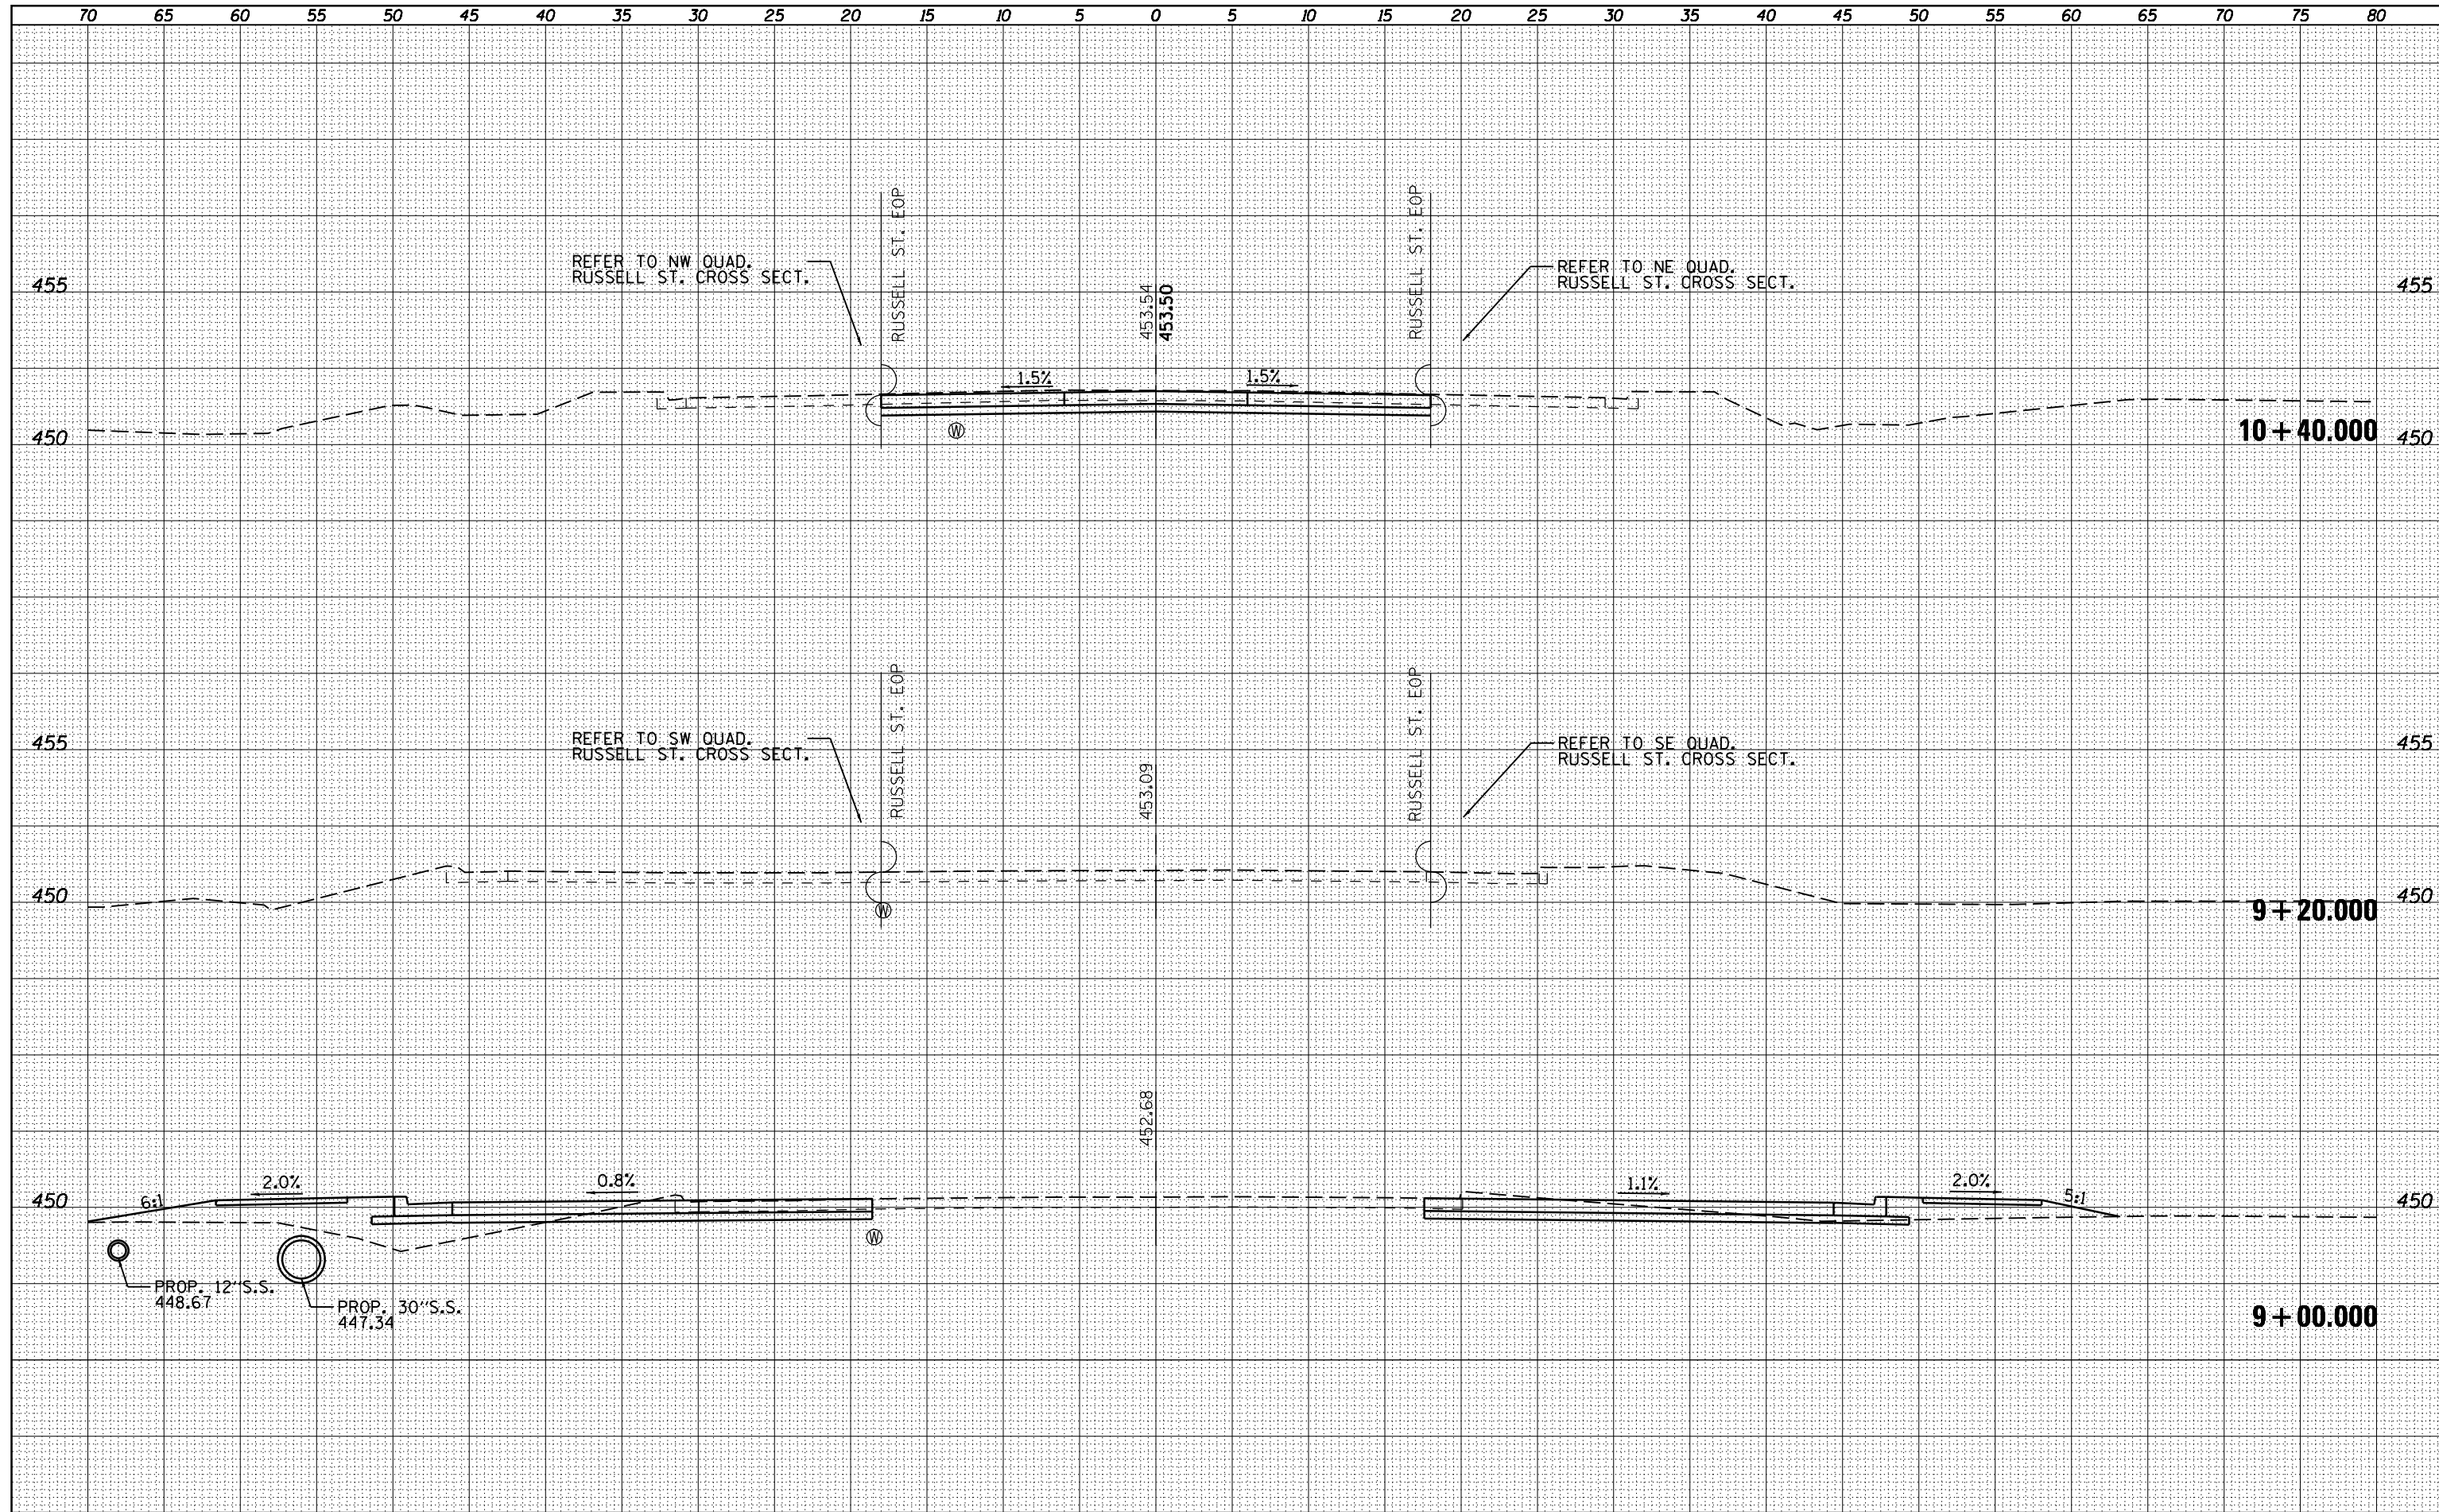 70 65 60 55 50 45 40 35 30 25 20 15 10 5 0 5 10 15 20 25 30 35 40 45 50 55 60 65 70 75 80
RUSSELL ST. EOP
RUSSELL ST. EOP
REFER TO NW QUAD.
RUSSELL ST. CROSS SECT.
REFER TO NE QUAD.
RUSSELL ST. CROSS SECT.
455
453.54
453.50
455
1.5%
1.5%
450
W
10+40.000
450
RUSSELL ST. EOP
RUSSELL ST. EOP
REFER TO SW QUAD.
RUSSELL ST. CROSS SECT.
REFER TO SE QUAD.
RUSSELL ST. CROSS SECT.
455
453.09
455
450
W
9+20.000
450
452.68
450
6:1
2.0%
0.8%
1.1%
2.0%
5:1
450
W
PROP. 12"S.S.
448.67
PROP. 30"S.S.
447.34
9+00.000